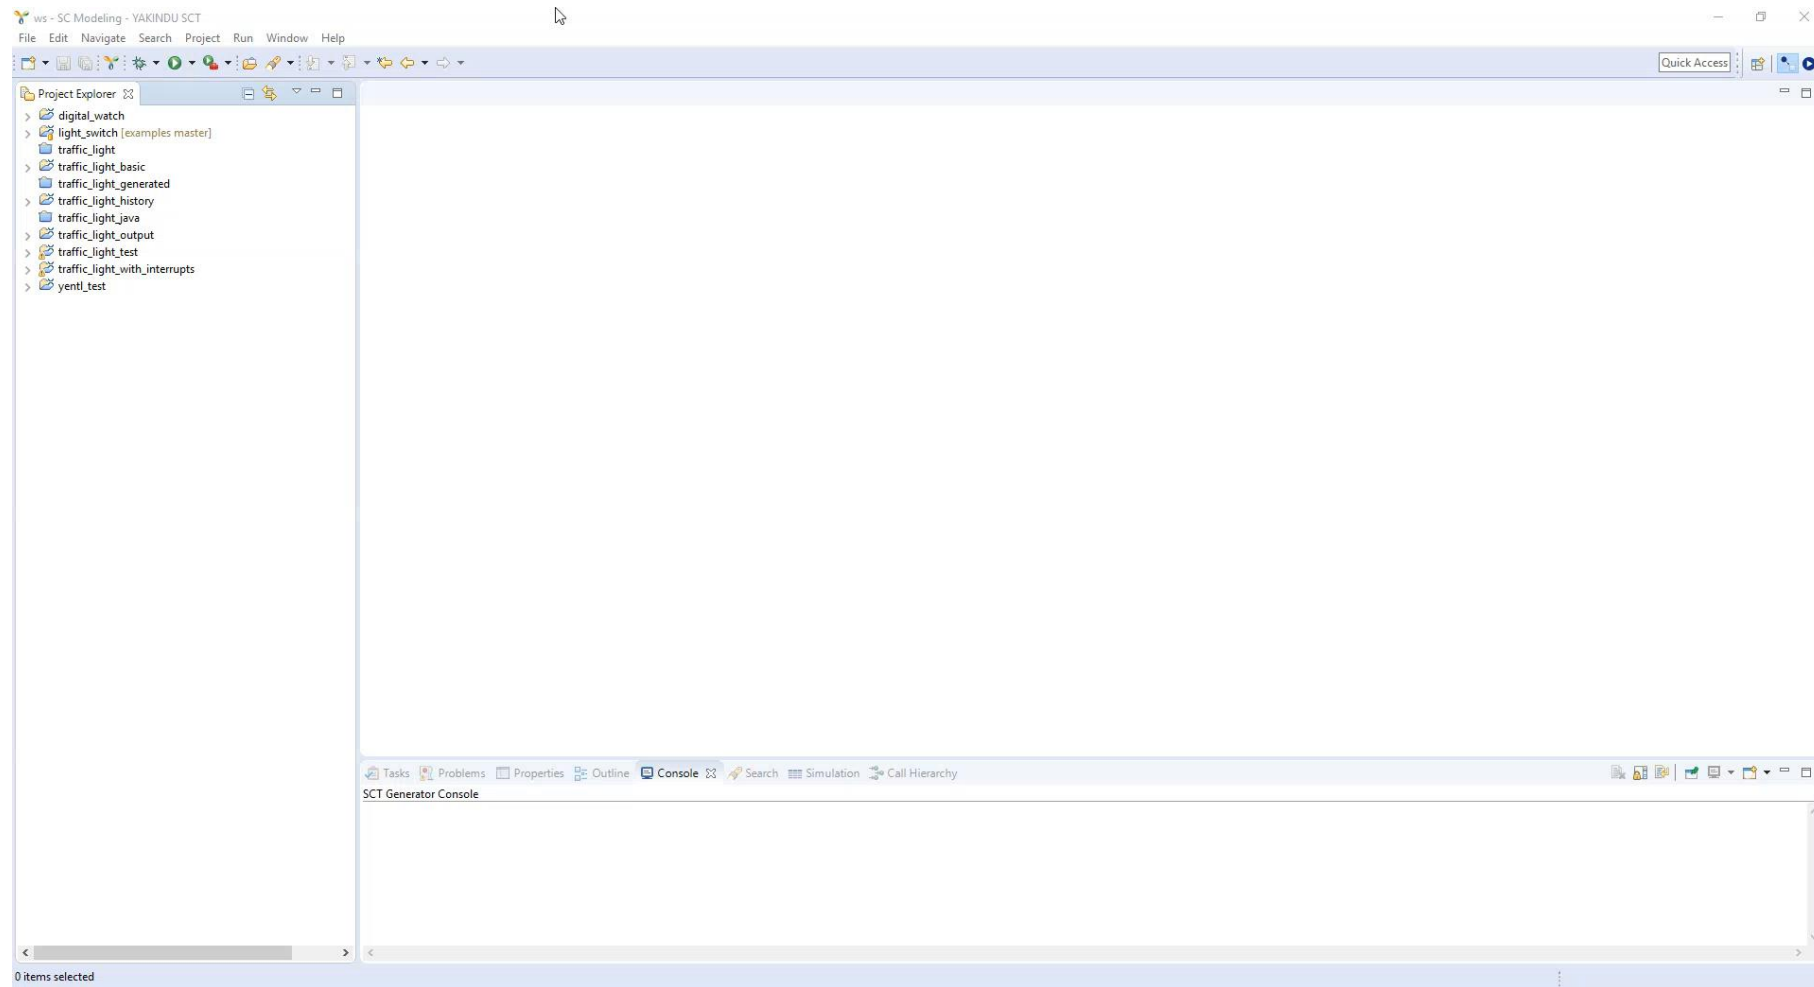 ws - SC Modeling - YAKINDU SCT
File Edit Navigate Search Project Run Window Help
Quick Access
Project Explorer
digital_watch
light_switch [examples master]
traffic_light
traffic_light_basic
traffic_light_generated
traffic_light_history
traffic_light_java
traffic_light_output
traffic_light_test
traffic_light_with_interrupts
yentl_test
Tasks Problems Properties Outline Console Search Simulation Call Hierarchy
SCT Generator Console
0 items selected